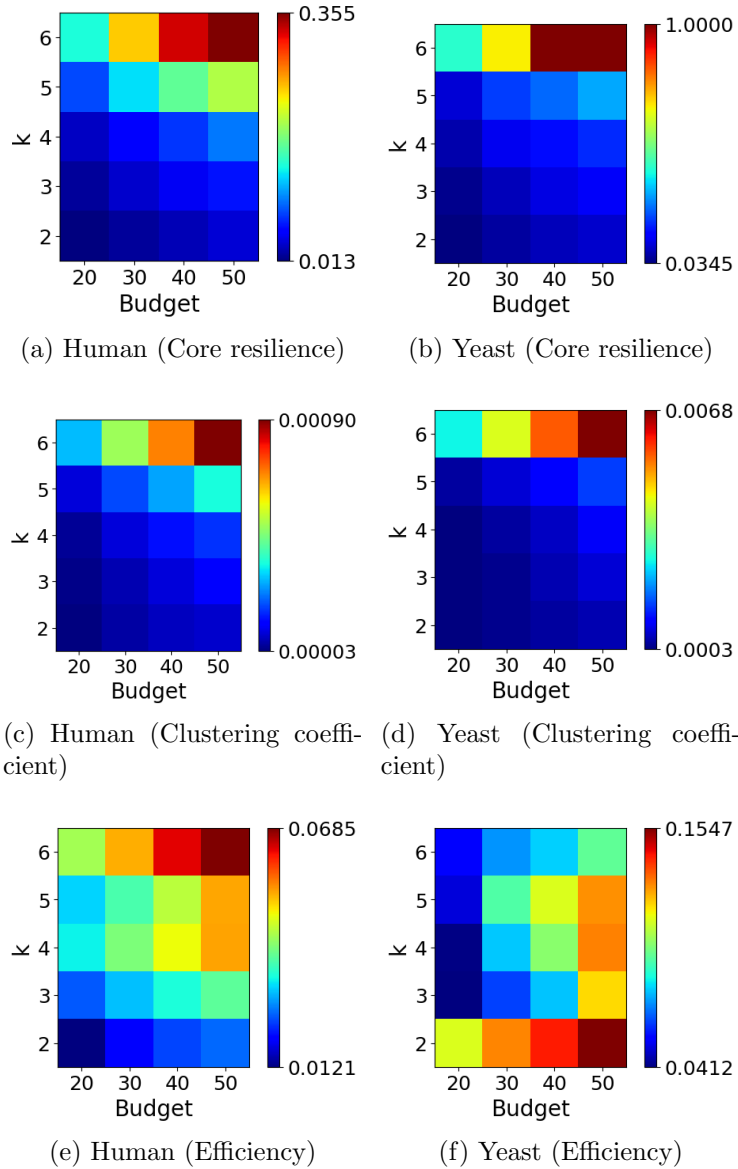 6
5
4
3
2
k
20 30 40 50
Budget
0.355
0.013
(a) Human (Core resilience)
6
5
4
3
2
k
20 30 40 50
Budget
1.0000
0.0345
(b) Yeast (Core resilience)
6
5
4
3
2
k
20 30 40 50
Budget
0.00090
0.00003
(c) Human (Clustering coeffi-
cient)
6
5
4
3
2
k
20 30 40 50
Budget
0.0068
0.0003
(d) Yeast (Clustering coeffi-
cient)
6
5
4
3
2
k
20 30 40 50
Budget
0.0685
0.0121
(e) Human (Efficiency)
6
5
4
3
2
k
20 30 40 50
Budget
0.1547
0.0412
(f) Yeast (Efficiency)